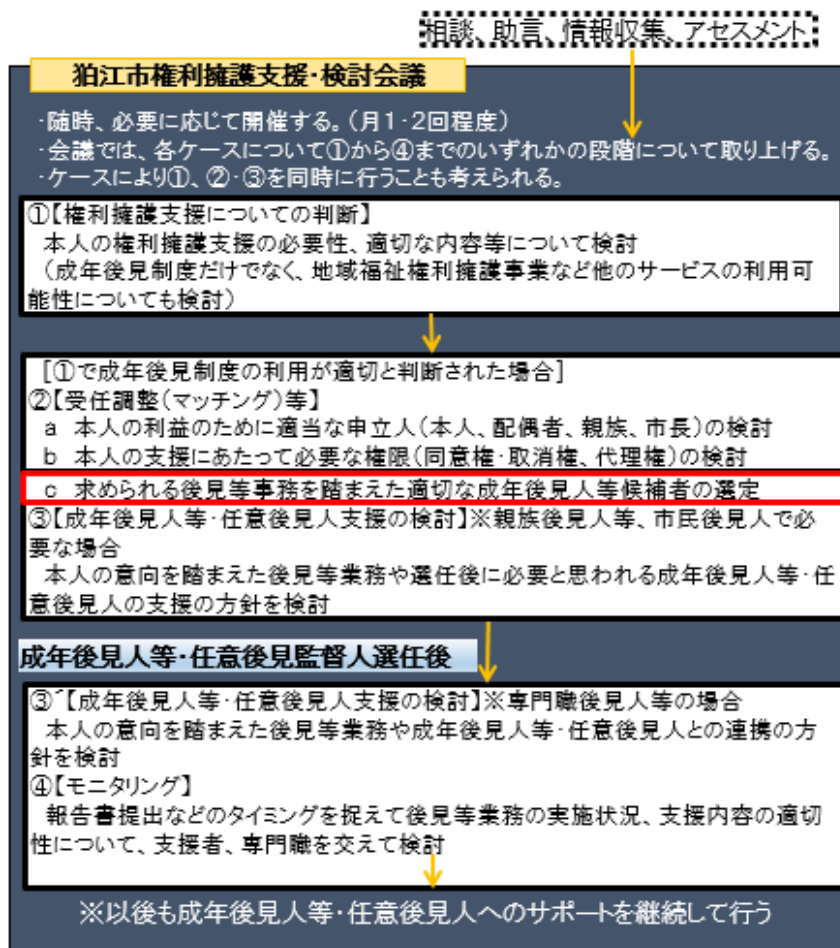 相談、助言、情報収集、アセスメント
狛江市権利擁護支援・検討会議
・随時、必要に応じて開催する。(月1・2回程度)
・会議では、各ケースについて①から④までのいずれかの段階について取り上げる。
・ケースにより①、②・③を同時に行うことも考えられる。
①【権利擁護支援についての判断】
本人の権利擁護支援の必要性、適切な内容等について検討
(成年後見制度だけでなく、地域福祉権利擁護事業など他のサービスの利用可
能性についても検討)
[①で成年後見制度の利用が適切と判断された場合]
②【受任調整(マッチング)等】
a 本人の利益のために適当な申立人(本人、配偶者、親族、市長)の検討
b 本人の支援にあたって必要な権限(同意権・取消権、代理権)の検討
c 求められる後見等事務を踏まえた適切な成年後見人等候補者の選定
③【成年後見人等・任意後見人支援の検討】※親族後見人等、市民後見人で必
要な場合
本人の意向を踏まえた後見等業務や選任後に必要と思われる成年後見人等・任
意後見人の支援の方針を検討
成年後見人等・任意後見監督人選任後
③´【成年後見人等・任意後見人支援の検討】※専門職後見人等の場合
本人の意向を踏まえた後見等業務や成年後見人等・任意後見人との連携の方
針を検討
④【モニタリング】
報告書提出などのタイミングを捉えて後見等業務の実施状況、支援内容の適切
性について、支援者、専門職を交えて検討
※以後も成年後見人等・任意後見人へのサポートを継続して行う